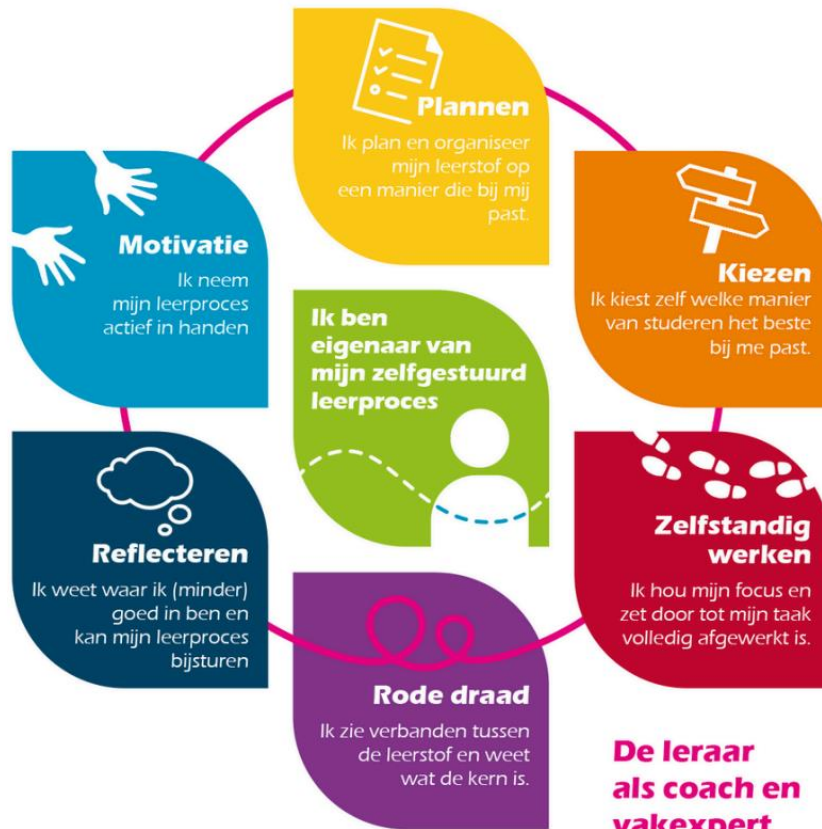 Plannen
Ik plan en organiseer
mijn leerstof op
een manier die bij mij
past.
Kiezen
Ik kiest zelf welke manier
van studeren het beste
bij me past.
Zelfstandig
werken
Ik hou mijn focus en
zet door tot mijn taak
volledig afgewerkt is.
Rode draad
Ik zie verbanden tussen
de leerstof en weet
wat de kern is.
Reflecteren
Ik weet waar ik (minder)
goed in ben en
kan mijn leerproces
bijsturen
Motivatie
Ik neem
mijn leerproces
actief in handen
Ik ben
eigenaar van
mijn zelfgestuurd
leerproces
De leraar
als coach en
vakexpert